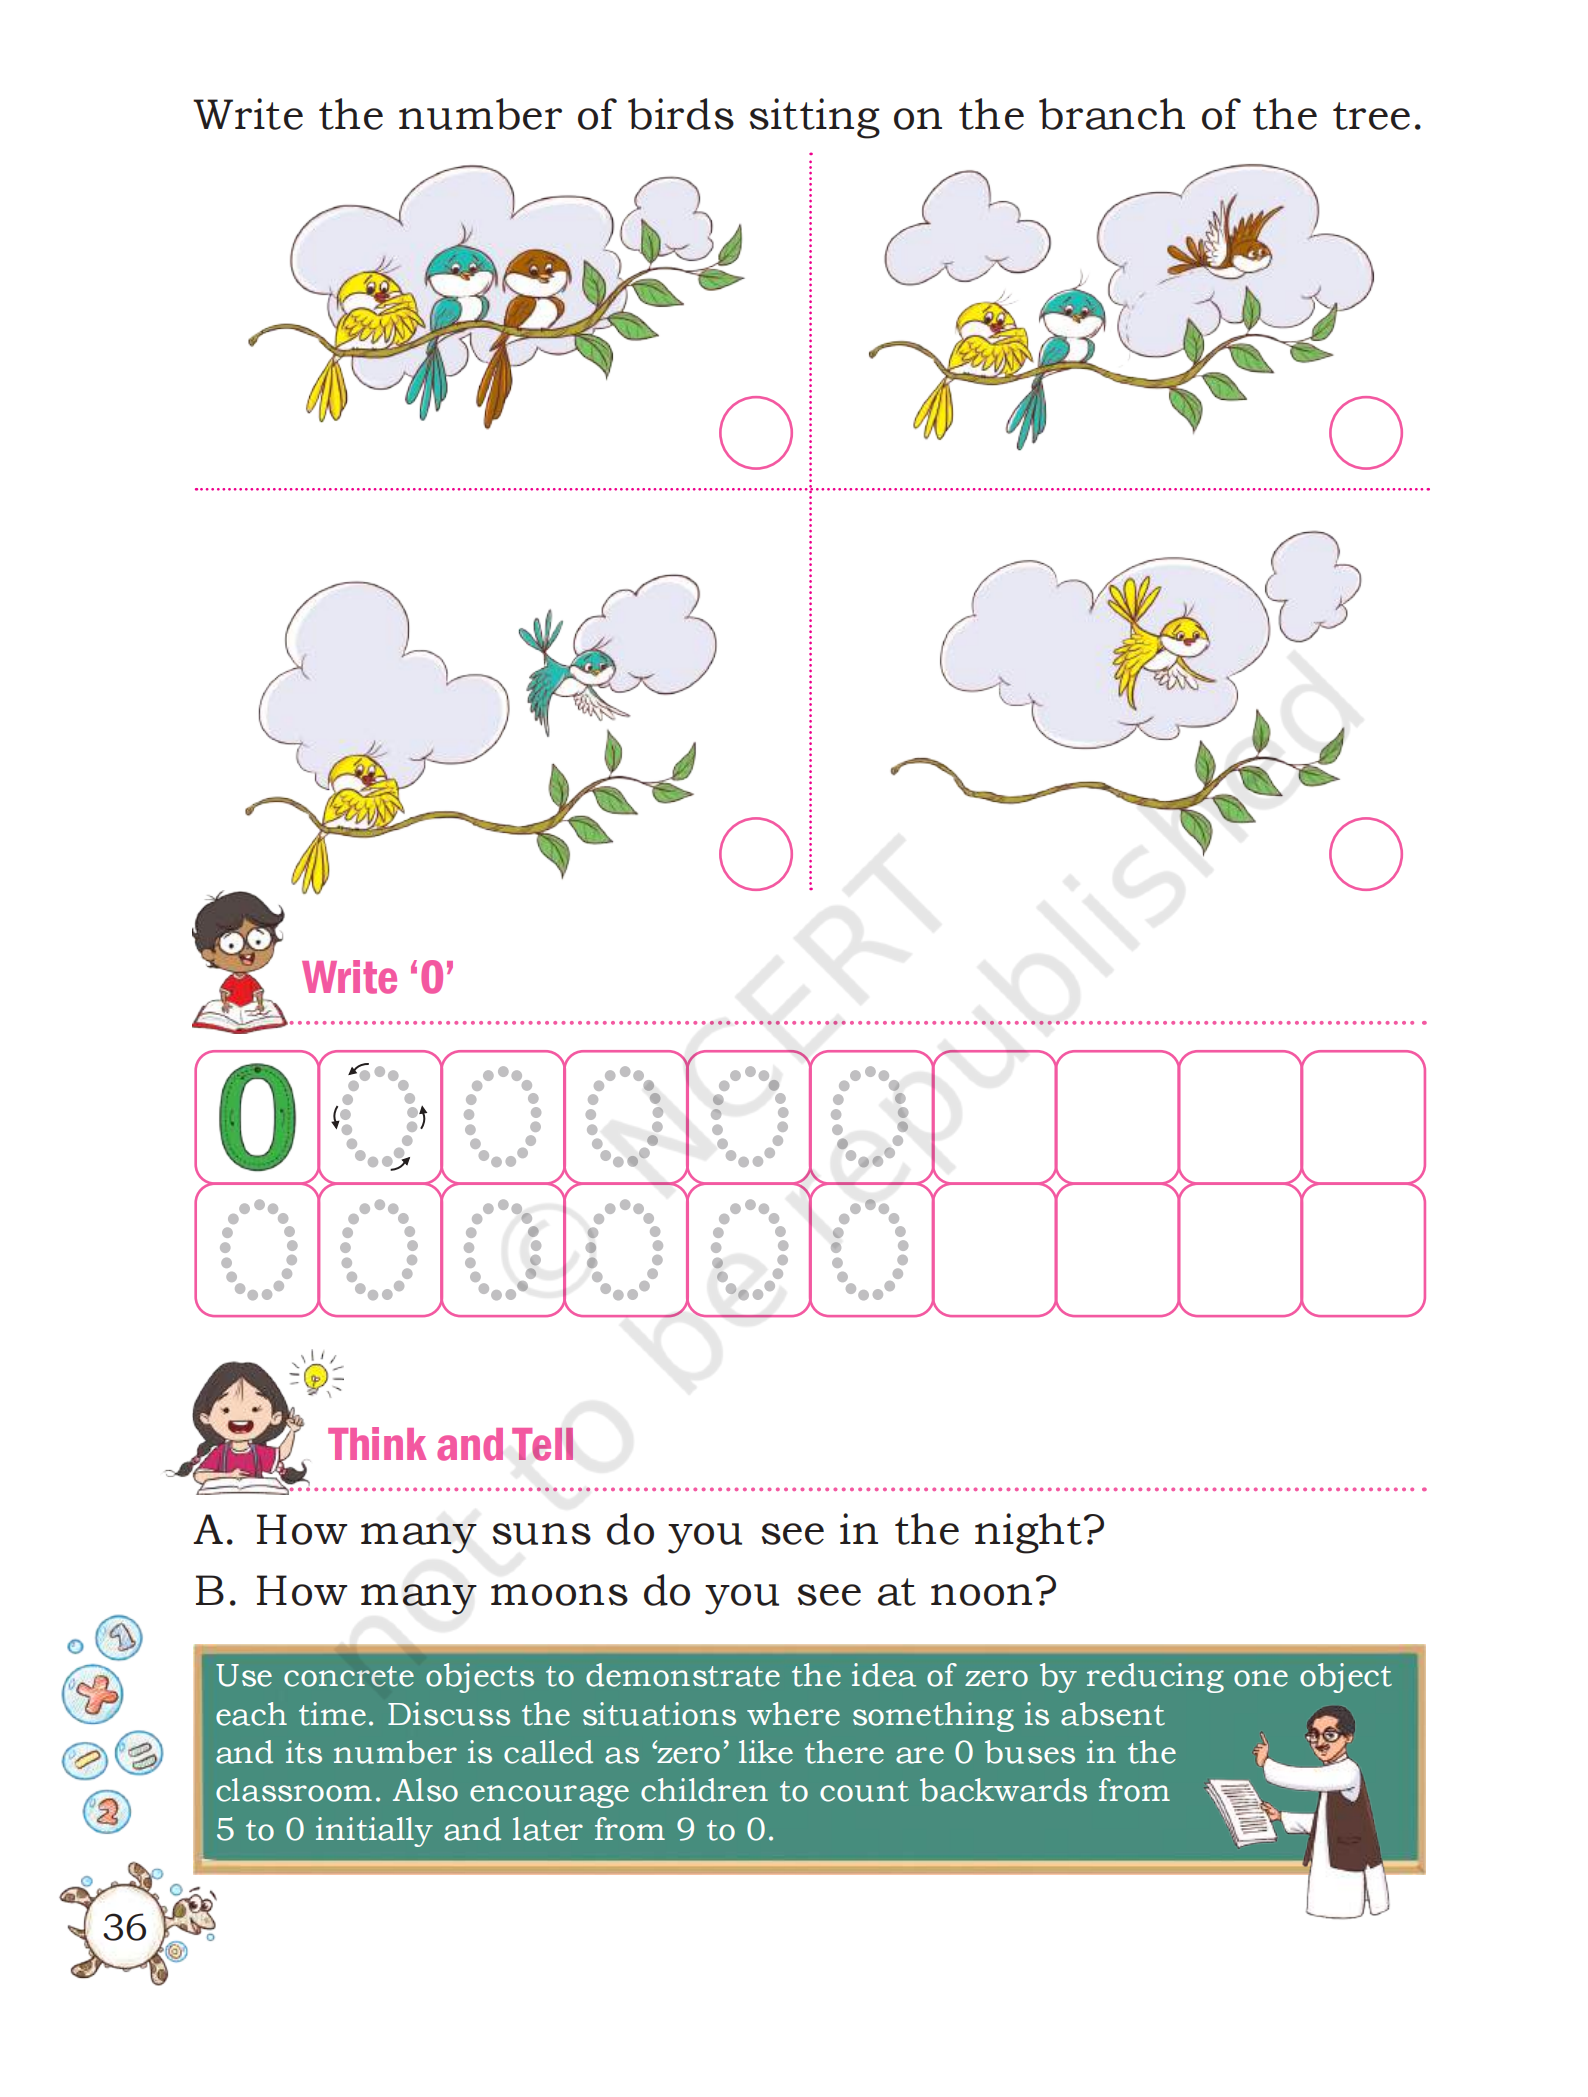 Write the number of birds sitting on the branch of the tree.
Write ‘0’
0 0 0 0 0 0
0 0 0 0 0 0
Think and Tell
A. How many suns do you see in the night?
B. How many moons do you see at noon?
Use concrete objects to demonstrate the idea of zero by reducing one object
each time. Discuss the situations where something is absent
and its number is called as ‘zero’ like there are 0 buses in the
classroom. Also encourage children to count backwards from
5 to 0 initially and later from 9 to 0.
1
+
–
=
2
36
© NCERT
not to be republished